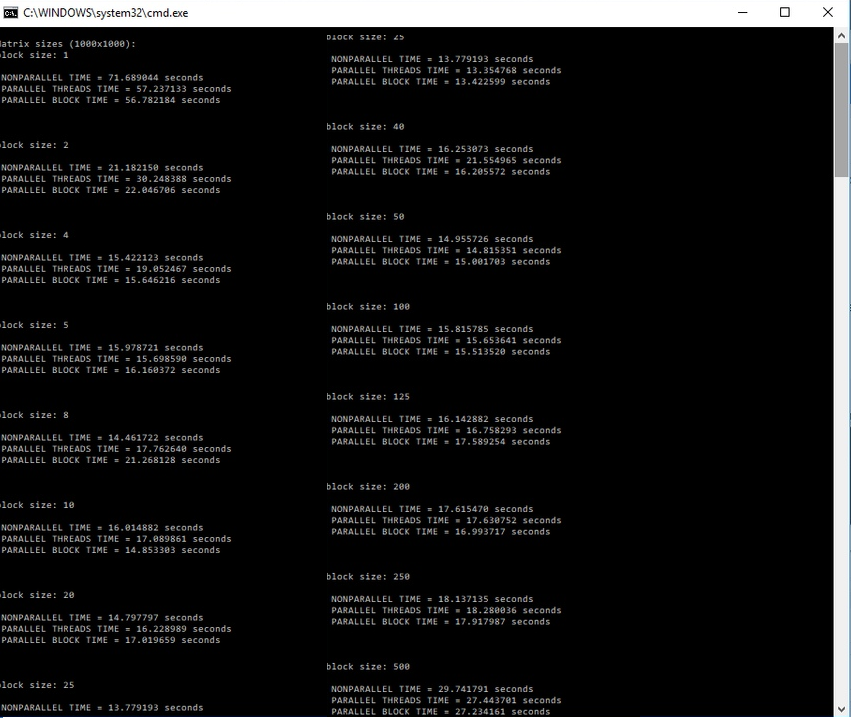 C:\WINDOWS\system32\cmd.exe
atrix sizes (1000x1000):
lock size: 1
NONPARALLEL TIME = 71.689044 seconds
PARALLEL THREADS TIME = 57.237133 seconds
PARALLEL BLOCK TIME = 56.782184 seconds
lock size: 2
NONPARALLEL TIME = 21.182150 seconds
PARALLEL THREADS TIME = 30.248388 seconds
PARALLEL BLOCK TIME = 22.046706 seconds
lock size: 4
NONPARALLEL TIME = 15.422123 seconds
PARALLEL THREADS TIME = 19.052467 seconds
PARALLEL BLOCK TIME = 15.646216 seconds
lock size: 5
NONPARALLEL TIME = 15.978721 seconds
PARALLEL THREADS TIME = 15.698590 seconds
PARALLEL BLOCK TIME = 16.160372 seconds
lock size: 8
NONPARALLEL TIME = 14.461722 seconds
PARALLEL THREADS TIME = 17.762640 seconds
PARALLEL BLOCK TIME = 21.268128 seconds
lock size: 10
NONPARALLEL TIME = 16.014882 seconds
PARALLEL THREADS TIME = 17.089861 seconds
PARALLEL BLOCK TIME = 14.853303 seconds
lock size: 20
NONPARALLEL TIME = 14.797797 seconds
PARALLEL THREADS TIME = 16.228989 seconds
PARALLEL BLOCK TIME = 17.019659 seconds
lock size: 25
NONPARALLEL TIME = 13.779193 seconds
block size: 25
NONPARALLEL TIME = 13.779193 seconds
PARALLEL THREADS TIME = 13.354768 seconds
PARALLEL BLOCK TIME = 13.422599 seconds
block size: 40
NONPARALLEL TIME = 16.253073 seconds
PARALLEL THREADS TIME = 21.554965 seconds
PARALLEL BLOCK TIME = 16.205572 seconds
block size: 50
NONPARALLEL TIME = 14.955726 seconds
PARALLEL THREADS TIME = 14.815351 seconds
PARALLEL BLOCK TIME = 15.001703 seconds
block size: 100
NONPARALLEL TIME = 15.815785 seconds
PARALLEL THREADS TIME = 15.653641 seconds
PARALLEL BLOCK TIME = 15.513520 seconds
block size: 125
NONPARALLEL TIME = 16.142882 seconds
PARALLEL THREADS TIME = 16.758293 seconds
PARALLEL BLOCK TIME = 17.589254 seconds
block size: 200
NONPARALLEL TIME = 17.615470 seconds
PARALLEL THREADS TIME = 17.630752 seconds
PARALLEL BLOCK TIME = 16.993717 seconds
block size: 250
NONPARALLEL TIME = 18.137135 seconds
PARALLEL THREADS TIME = 18.280036 seconds
PARALLEL BLOCK TIME = 17.917987 seconds
block size: 500
NONPARALLEL TIME = 29.741791 seconds
PARALLEL THREADS TIME = 27.443701 seconds
PARALLEL BLOCK TIME = 27.234161 seconds